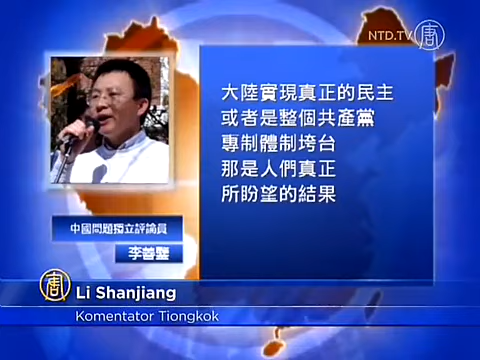 NTD.TV
大陸實現真正的民主
或者是整個共產黨
專制體制垮台
那是人們真正
所盼望的結果
中國問題獨立評論員
李善鑒
Li Shanjiang
Komentator Tiongkok